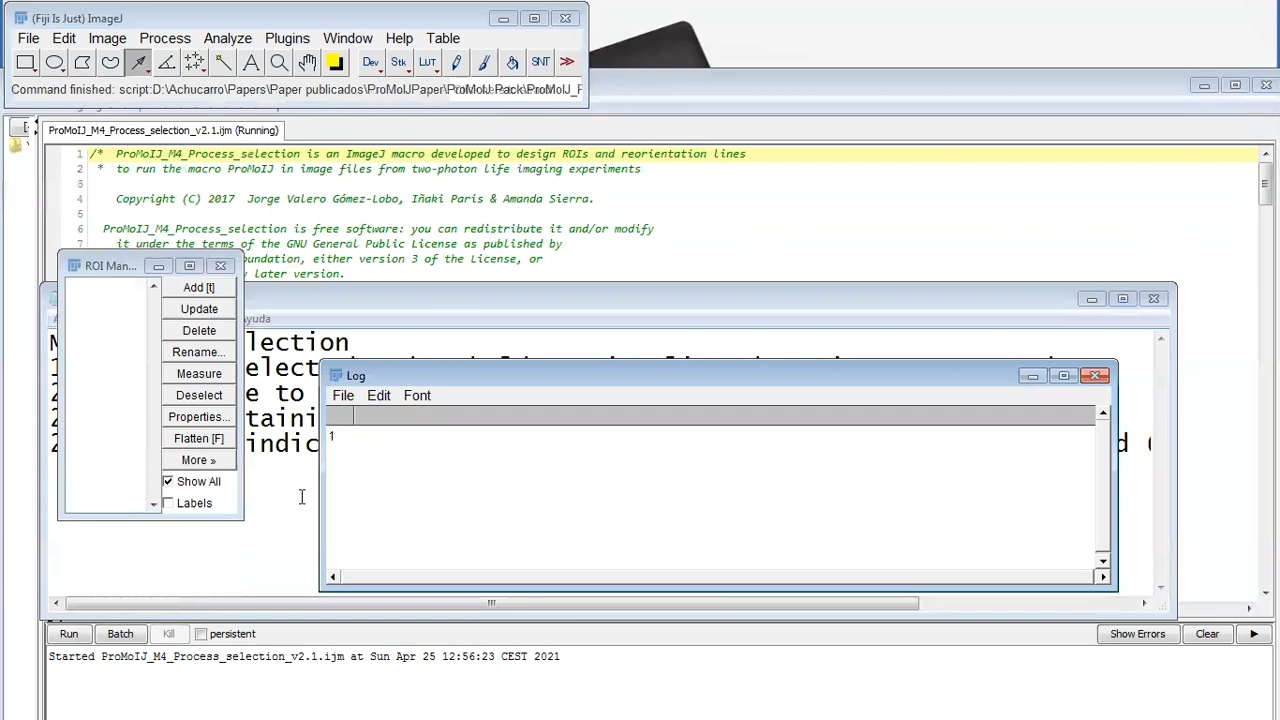 (Fiji Is Just) ImageJ
File Edit Image Process Analyze Plugins Window Help Table
Dev Stk LUT SNT
Command finished: script:D:\Achucarro\Papers\Paper publicados\ProMoIJPaper\ProMoIJ Pack\ProMoIJ_F
ProMoIJ_M4_Process_selection_v2.1.ijm (Running)
1 /* ProMoIJ_M4_Process_selection is an ImageJ macro developed to design ROIs and reorientation lines
2 * to run the macro ProMoIJ in image files from two-photon life imaging experiments
3
4 Copyright (C) 2017 Jorge Valero Gómez-Lobo, Iñaki Paris & Amanda Sierra.
5
6 ProMoIJ_M4_Process_selection is free software: you can redistribute it and/or modify
7 it under the terms of the GNU General Public License as published by
oundation, either version 3 of the License, or
y later version.
ROI Man...
Add [t]
Update
Delete
Rename...
Measure
Deselect
Properties...
Flatten [F]
More »
Show All
Labels
Ayuda
lection
elect
e to
taini
indic
d (
Log
File Edit Font
1
Run Batch Kill persistent Show Errors Clear
Started ProMoIJ_M4_Process_selection_v2.1.ijm at Sun Apr 25 12:56:23 CEST 2021